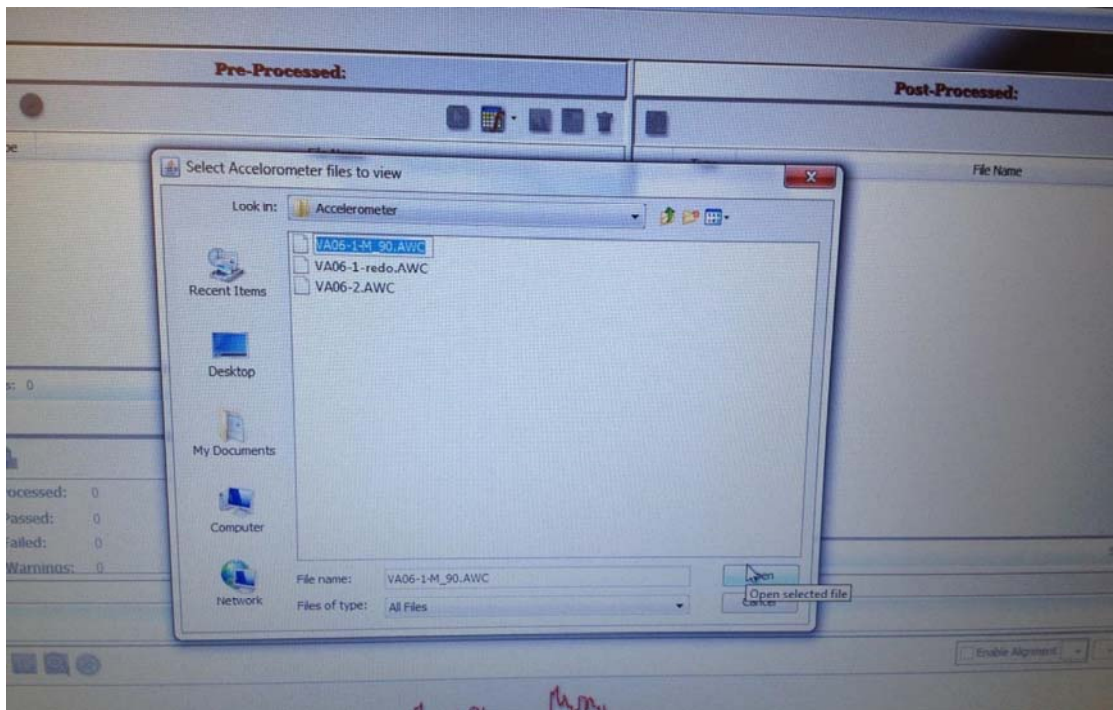 Pre-Processed:
Post-Processed:
File Name
Select Accelorometer files to view
Look in:
Accelerometer
VA06-1-M_90.AWC
VA06-1-redo.AWC
VA06-2.AWC
Recent Items
Desktop
My Documents
Computer
Network
File name:
VA06-1-M_90.AWC
Files of type:
All Files
Open selected file
Cancel
s: 0
ocessed: 0
Passed: 0
Failed: 0
Warnings: 0
Enable Alignment